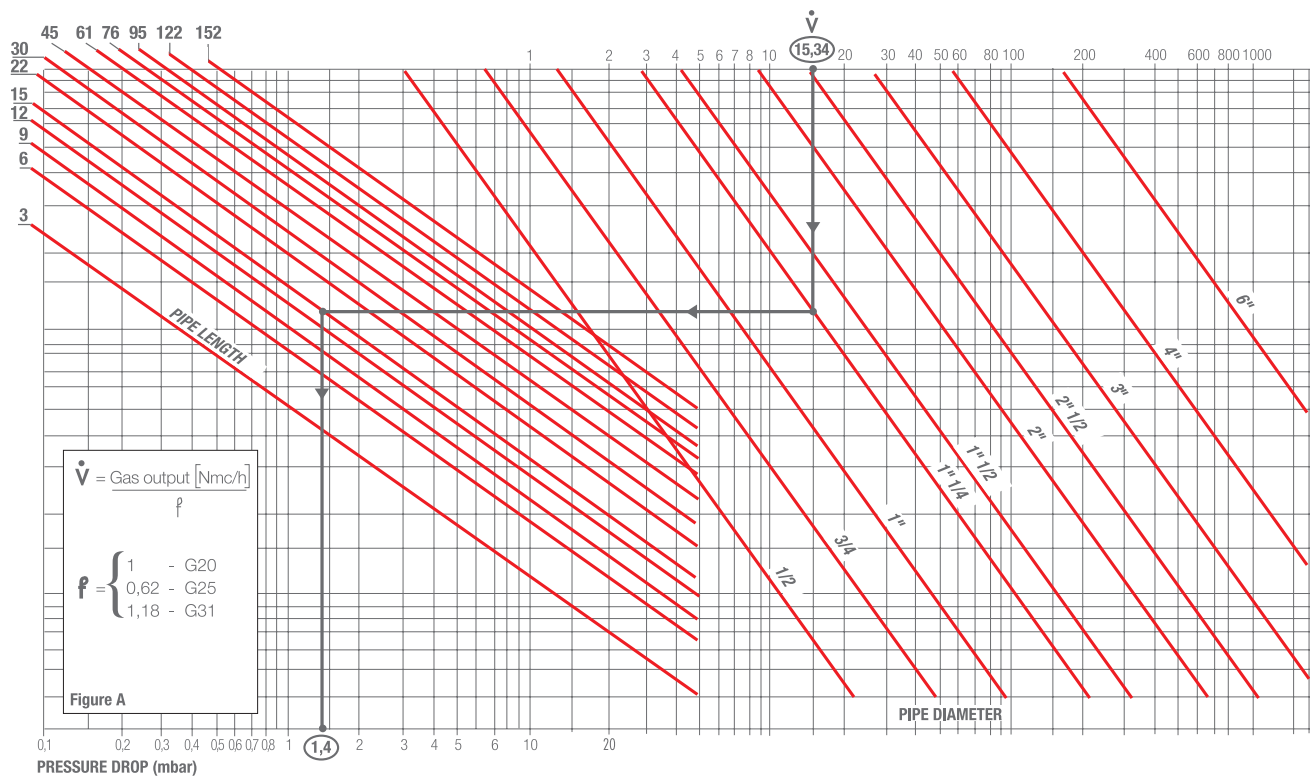 45 61 76 95 122 152
V̇
15,34
1 2 3 4 5 6 7 8 10 20 30 40 50 60 80 100 200 400 600 800 1000
30
22
15
12
9
6
3
PIPE LENGTH
6"
4"
3"
2" 1/2
2"
1" 1/2
1" 1/4
1"
3/4
1/2
V̇ = Gas output [Nmc/h]
f
f = { 1 - G20
0,62 - G25
1,18 - G31
Figure A
PIPE DIAMETER
0,1 0,2 0,3 0,4 0,5 0,6 0,7 0,8 1 1,4 2 3 4 5 6 10 20
PRESSURE DROP (mbar)